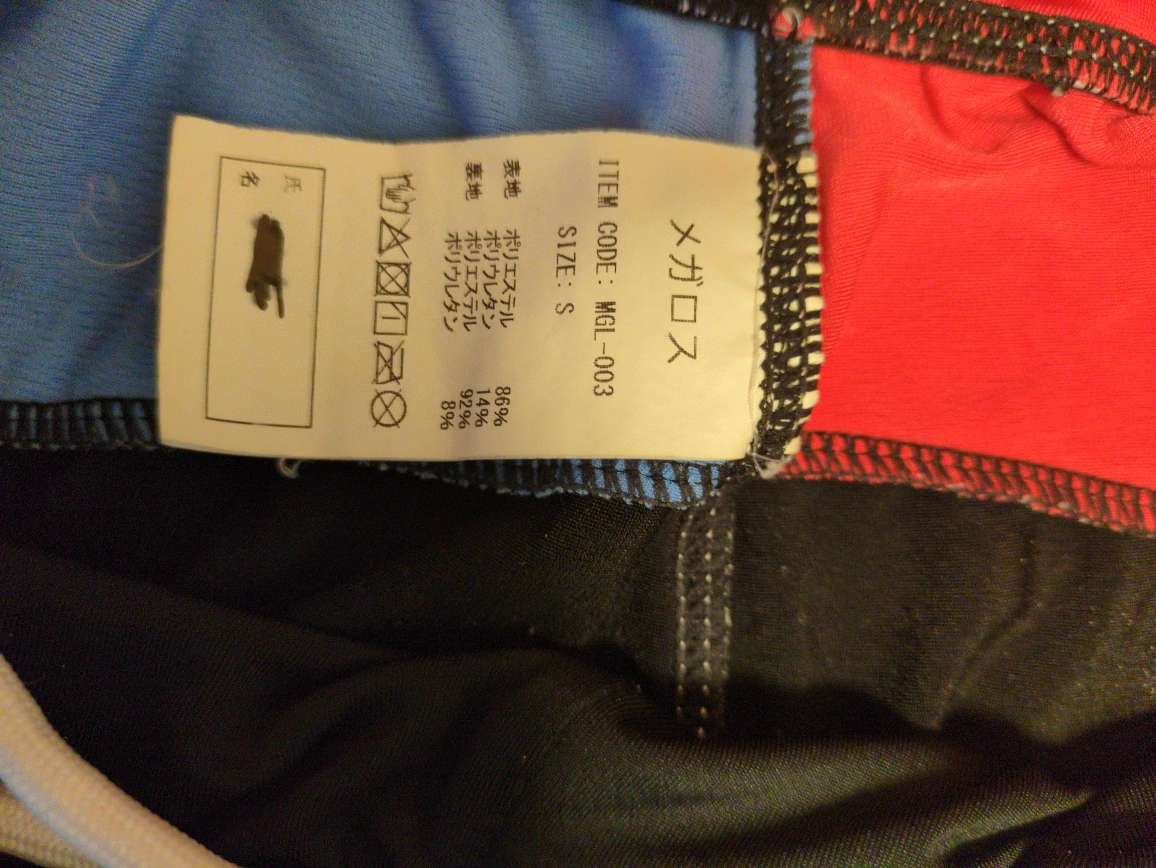 メガロス
ITEM CODE: MGL-003
SIZE: S
表地 ポリエステル 86%
ポリウレタン 14%
裏地 ポリエステル 92%
ポリウレタン 8%
氏
名